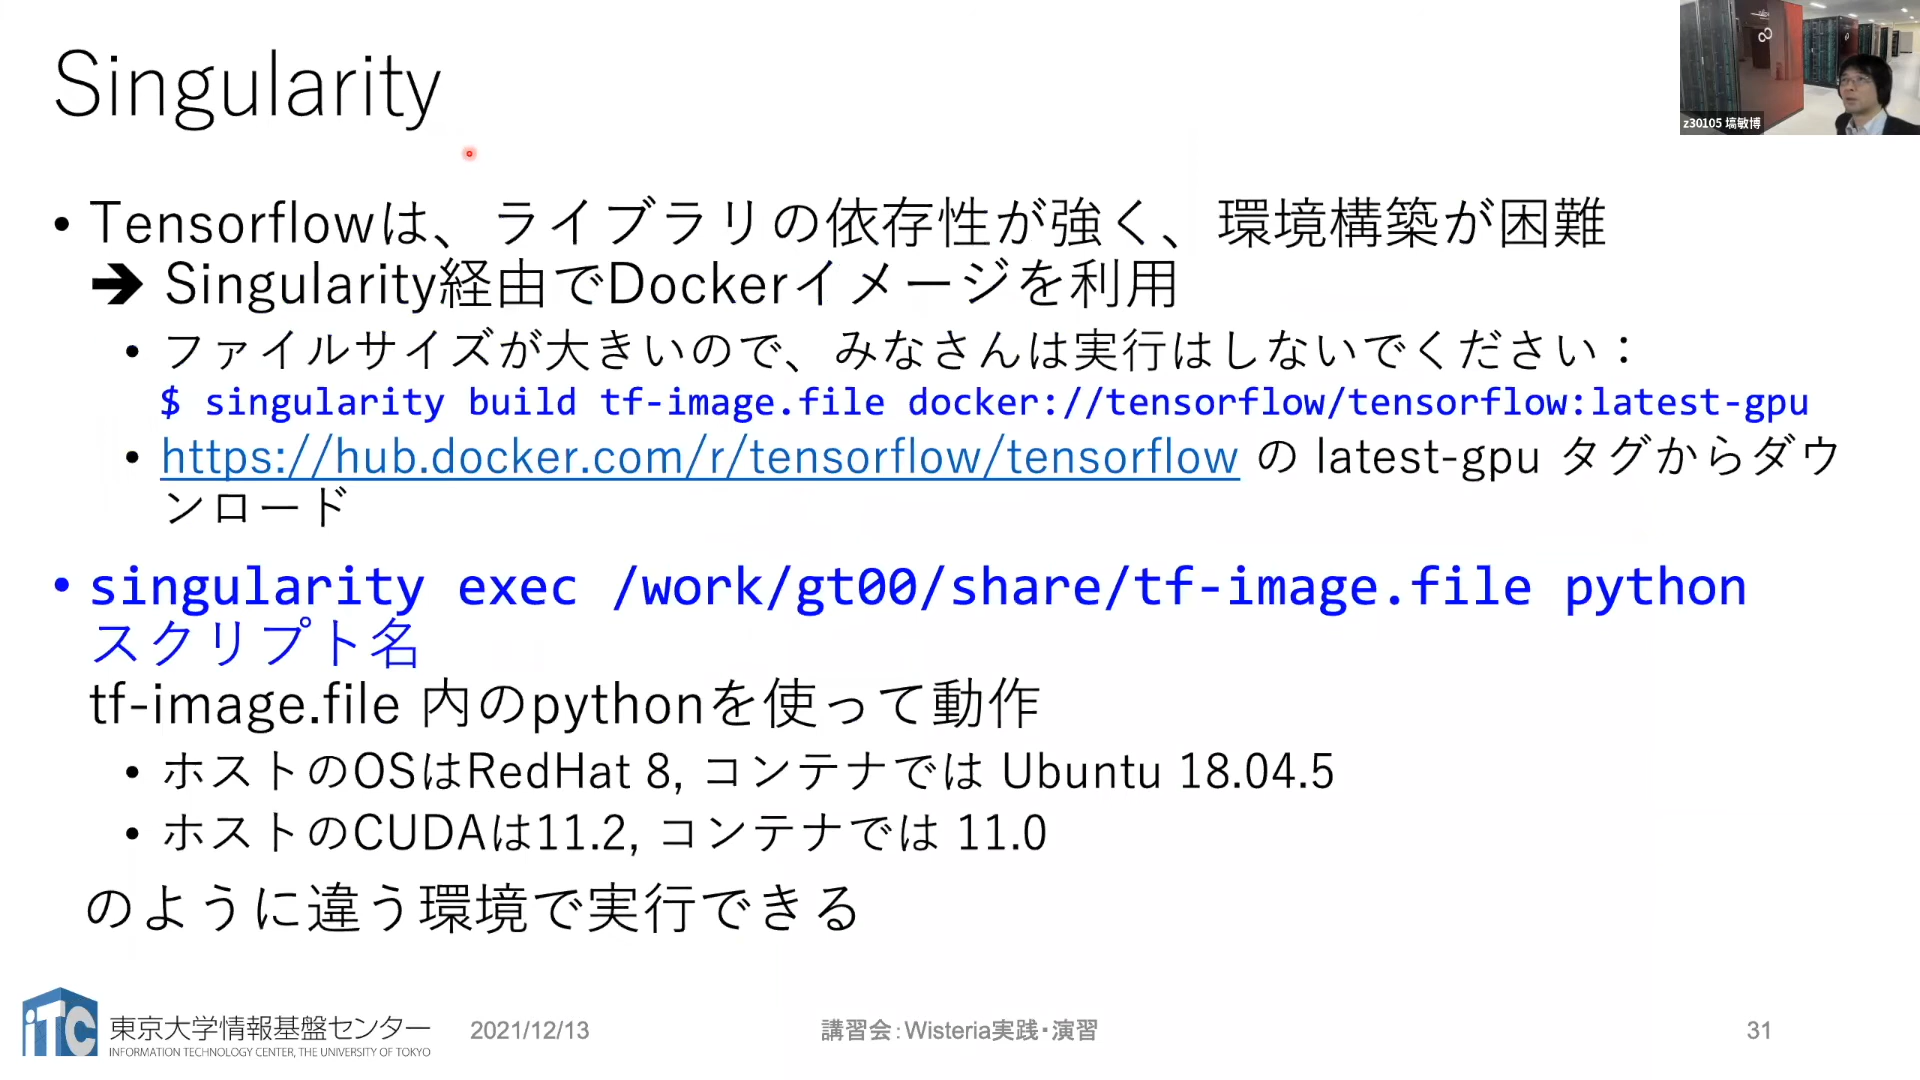 Singularity
z30105 塙敏博
• Tensorflowは、ライブラリの依存性が強く、環境構築が困難
➔ Singularity経由でDockerイメージを利用
• ファイルサイズが大きいので、みなさんは実行はしないでください：
$ singularity build tf-image.file docker://tensorflow/tensorflow:latest-gpu
• https://hub.docker.com/r/tensorflow/tensorflow の latest-gpu タグからダウ
ンロード
• singularity exec /work/gt00/share/tf-image.file python
スクリプト名
tf-image.file 内のpythonを使って動作
• ホストのOSはRedHat 8, コンテナでは Ubuntu 18.04.5
• ホストのCUDAは11.2, コンテナでは 11.0
のように違う環境で実行できる
iTC
東京大学情報基盤センター
INFORMATION TECHNOLOGY CENTER, THE UNIVERSITY OF TOKYO
2021/12/13
講習会：Wisteria実践・演習
31